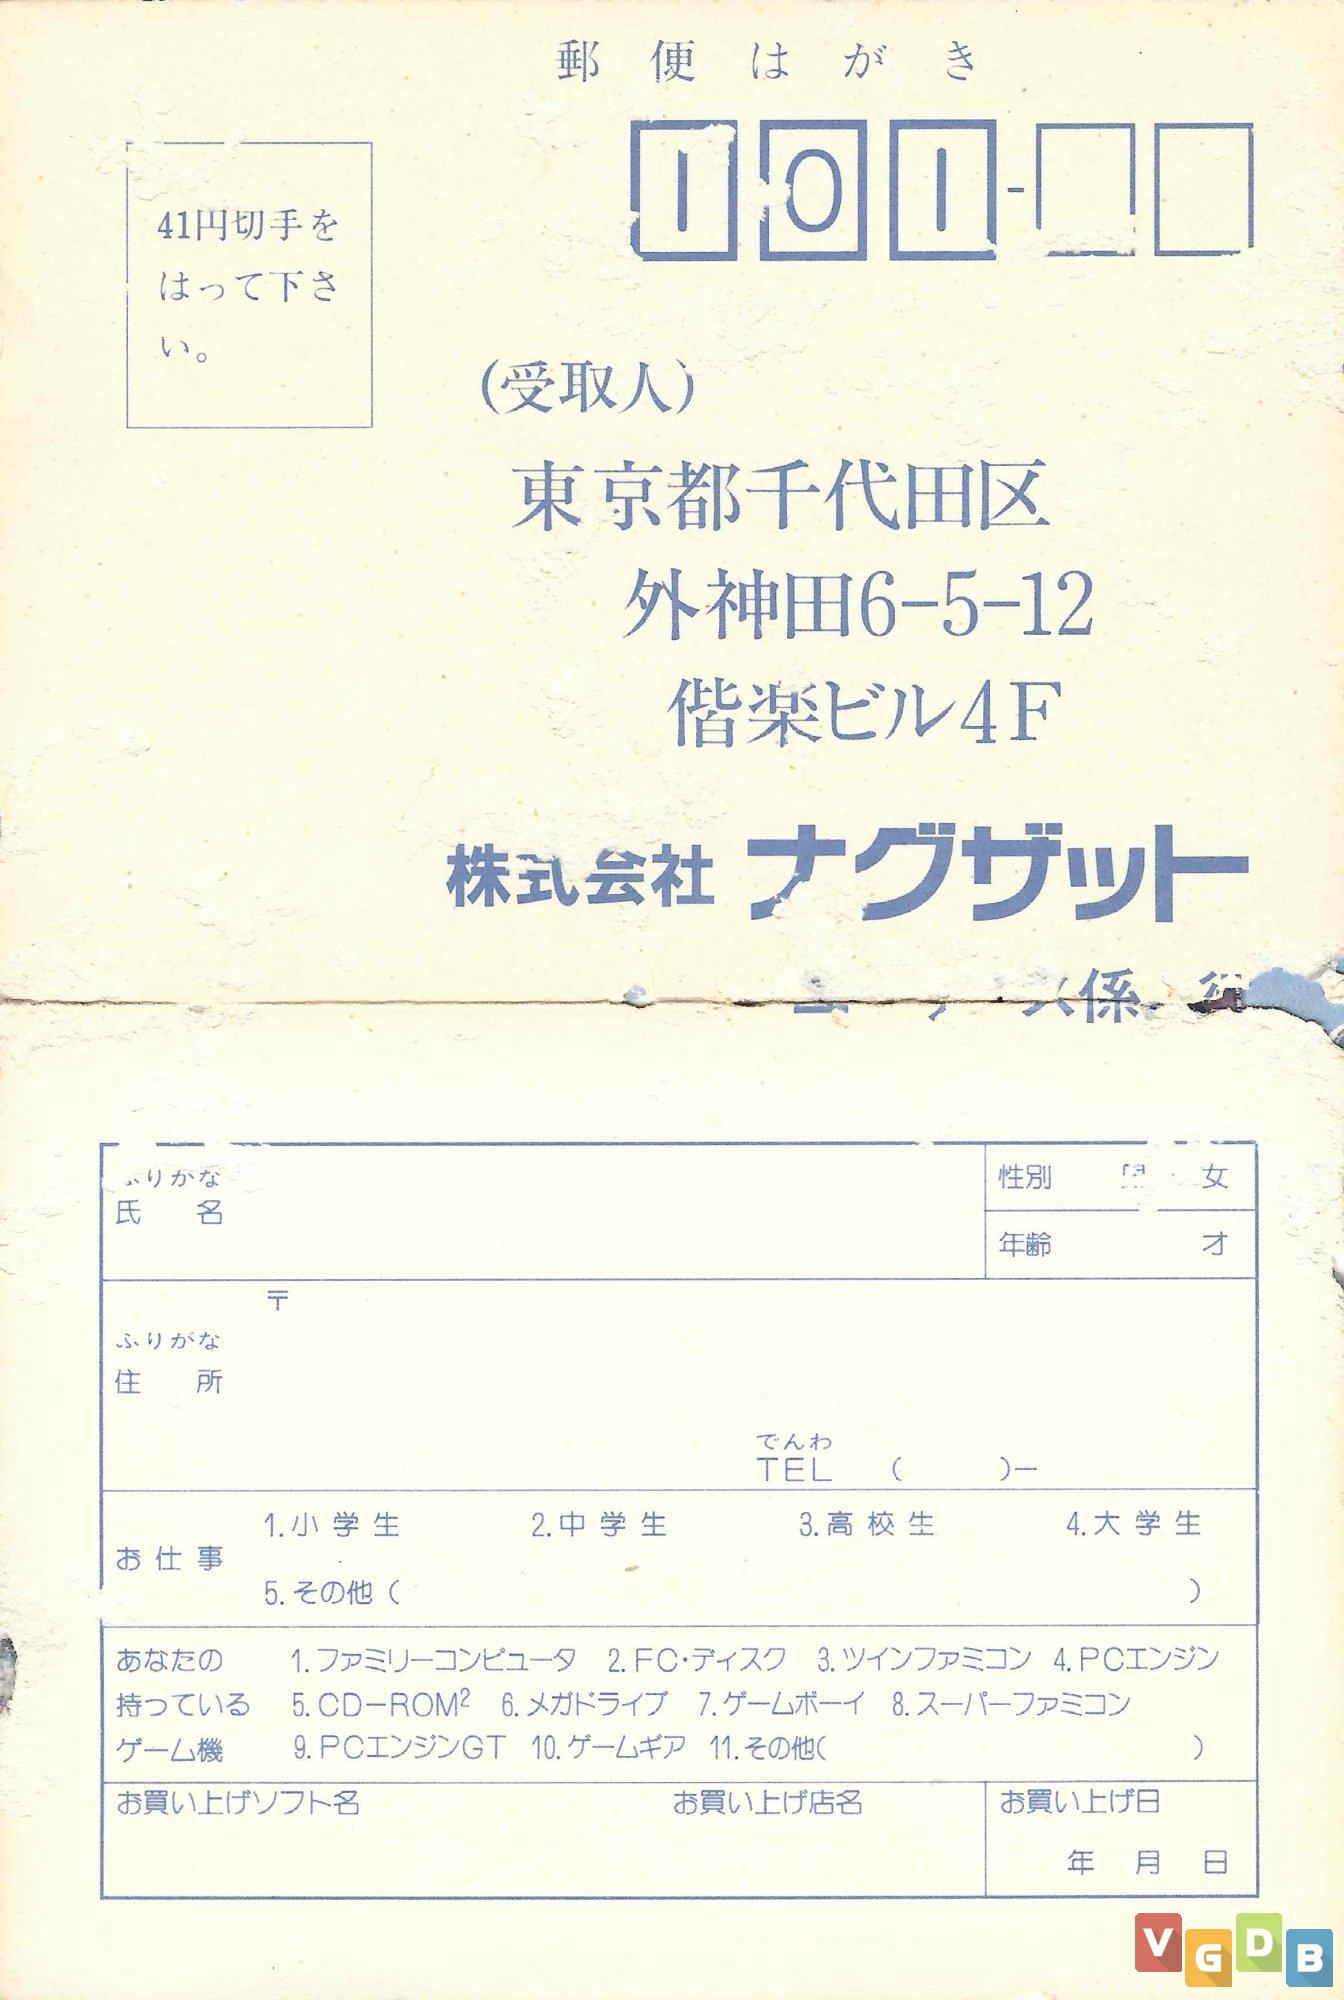 郵便はがき
101-
41円切手を
はって下さ
い。
(受取人)
東京都千代田区
外神田6-5-12
偕楽ビル4F
株式会社 ナグザット
係
ふりがな
氏名
性別 男 女
年齢 才
〒
ふりがな
住所
でんわ
TEL ( )-
お仕事
1.小学生 2.中学生 3.高校生 4.大学生
5.その他( )
あなたの
持っている
ゲーム機
1.ファミリーコンピュータ 2.FC・ディスク 3.ツインファミコン 4.PCエンジン
5.CD-ROM² 6.メガドライブ 7.ゲームボーイ 8.スーパーファミコン
9.PCエンジンGT 10.ゲームギア 11.その他( )
お買い上げソフト名 お買い上げ店名 お買い上げ日
年 月 日
VGDB